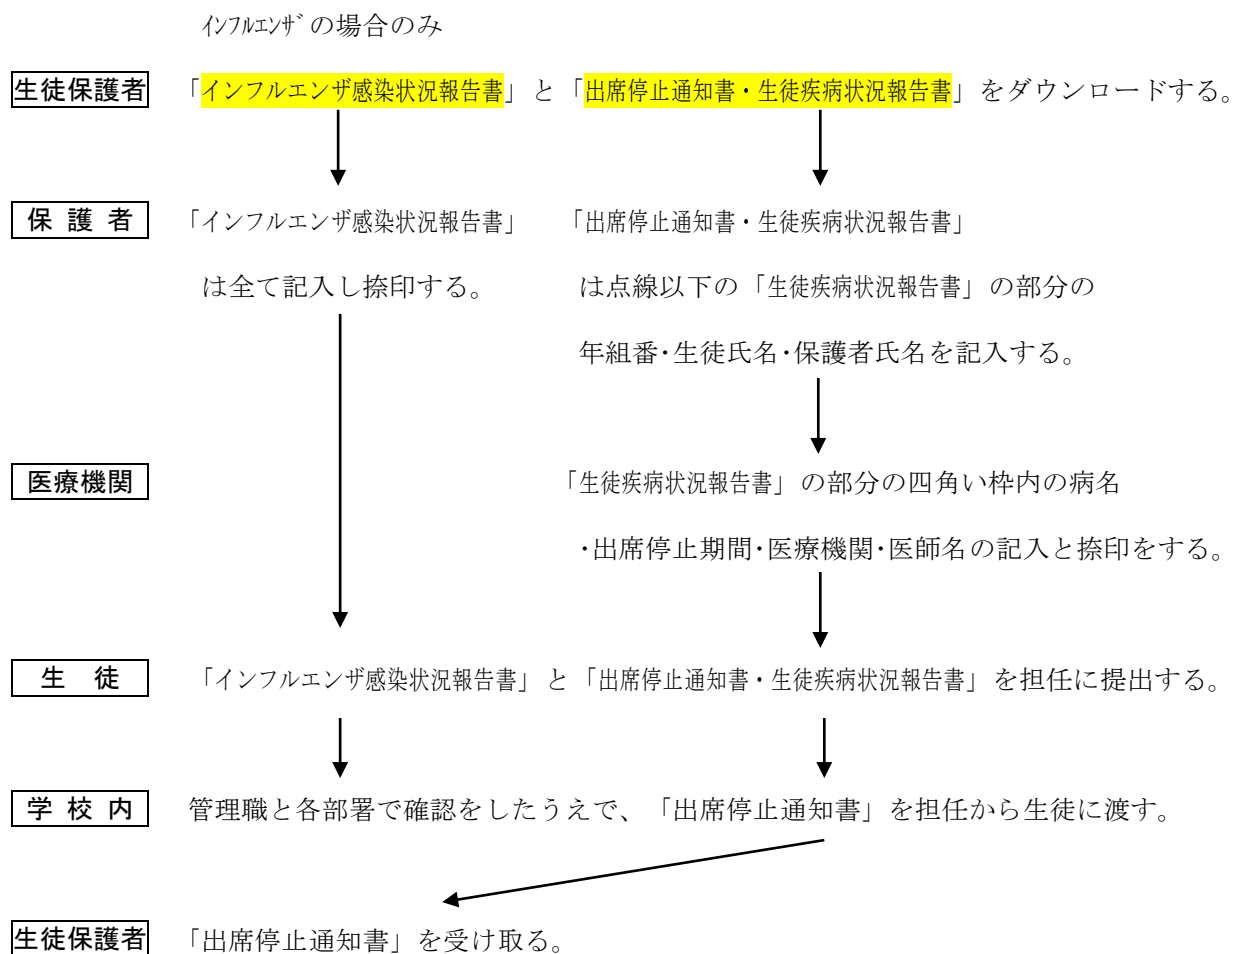 ｲﾝﾌﾙｴﾝｻﾞの場合のみ
生徒保護者 「インフルエンザ感染状況報告書」と「出席停止通知書・生徒疾病状況報告書」をダウンロードする。
保 護 者 「インフルエンザ感染状況報告書」 「出席停止通知書・生徒疾病状況報告書」
は全て記入し捺印する。 は点線以下の「生徒疾病状況報告書」の部分の
年組番･生徒氏名･保護者氏名を記入する。
医療機関 「生徒疾病状況報告書」の部分の四角い枠内の病名
･出席停止期間･医療機関･医師名の記入と捺印をする。
生 徒 「インフルエンザ感染状況報告書」と「出席停止通知書・生徒疾病状況報告書」を担任に提出する。
学 校 内 管理職と各部署で確認をしたうえで、「出席停止通知書」を担任から生徒に渡す。
生徒保護者 「出席停止通知書」を受け取る。